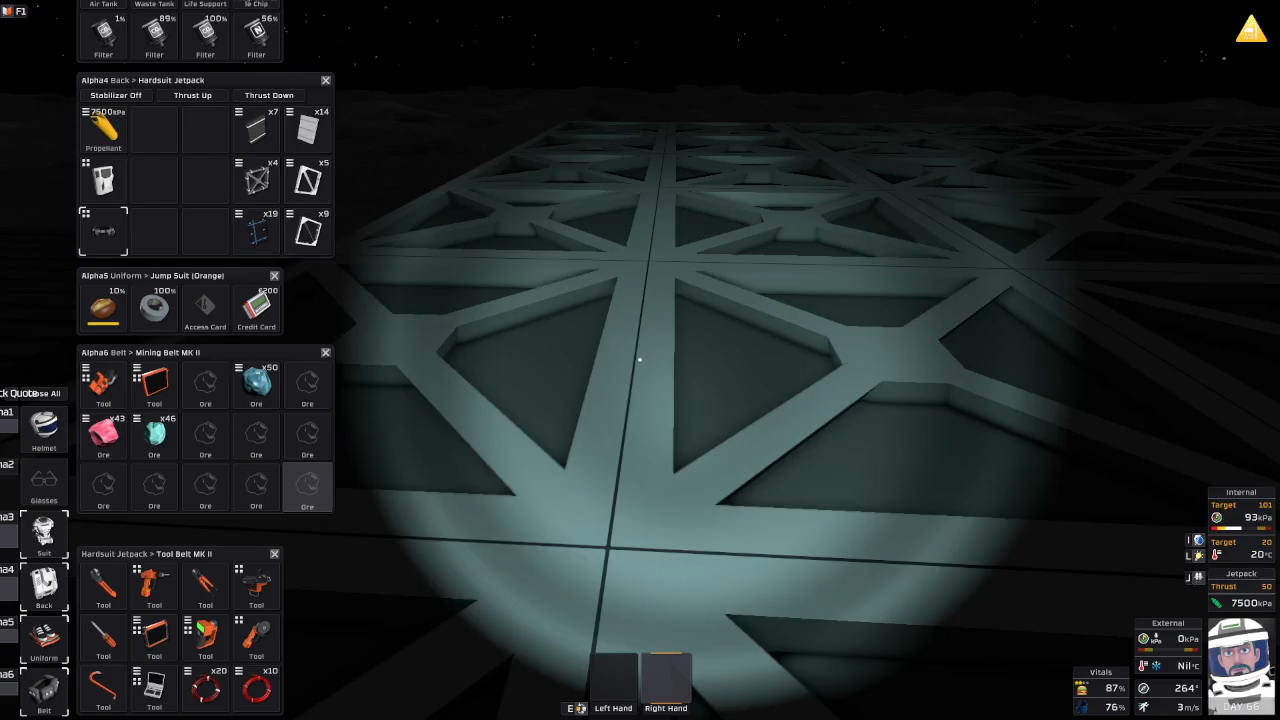 F1
Air Tank Waste Tank Life Support
1% 89% 100% 56%
Filter Filter Filter Filter
Alpha4 Back > Hardsuit Jetpack
Stabilizer Off Thrust Up Thrust Down
7500kPa x7 x14
Propellant
x4 x5
x19 x9
Alpha5 Uniform > Jump Suit (Orange)
10% 100% €200
Access Card Credit Card
Alpha6 Belt > Mining Belt MK II
x50
Tool Tool Ore Ore Ore
x43 x46
Ore Ore Ore Ore Ore
Ore Ore Ore Ore Ore
Helmet
Glasses
Suit
Back
Uniform
Belt
Hardsuit Jetpack > Tool Belt MK II
Tool Tool Tool Tool
Tool Tool Tool Tool
x20 x10
Tool Tool Tool Tool
E Left Hand Right Hand
Internal
Target 101
I 93kPa
Target 20
L 20°C
Jetpack
J Thrust 50
7500kPa
External
kPa 0kPa
Nil°C
264°
3m/s
Vitals
87%
76%
DAY 66